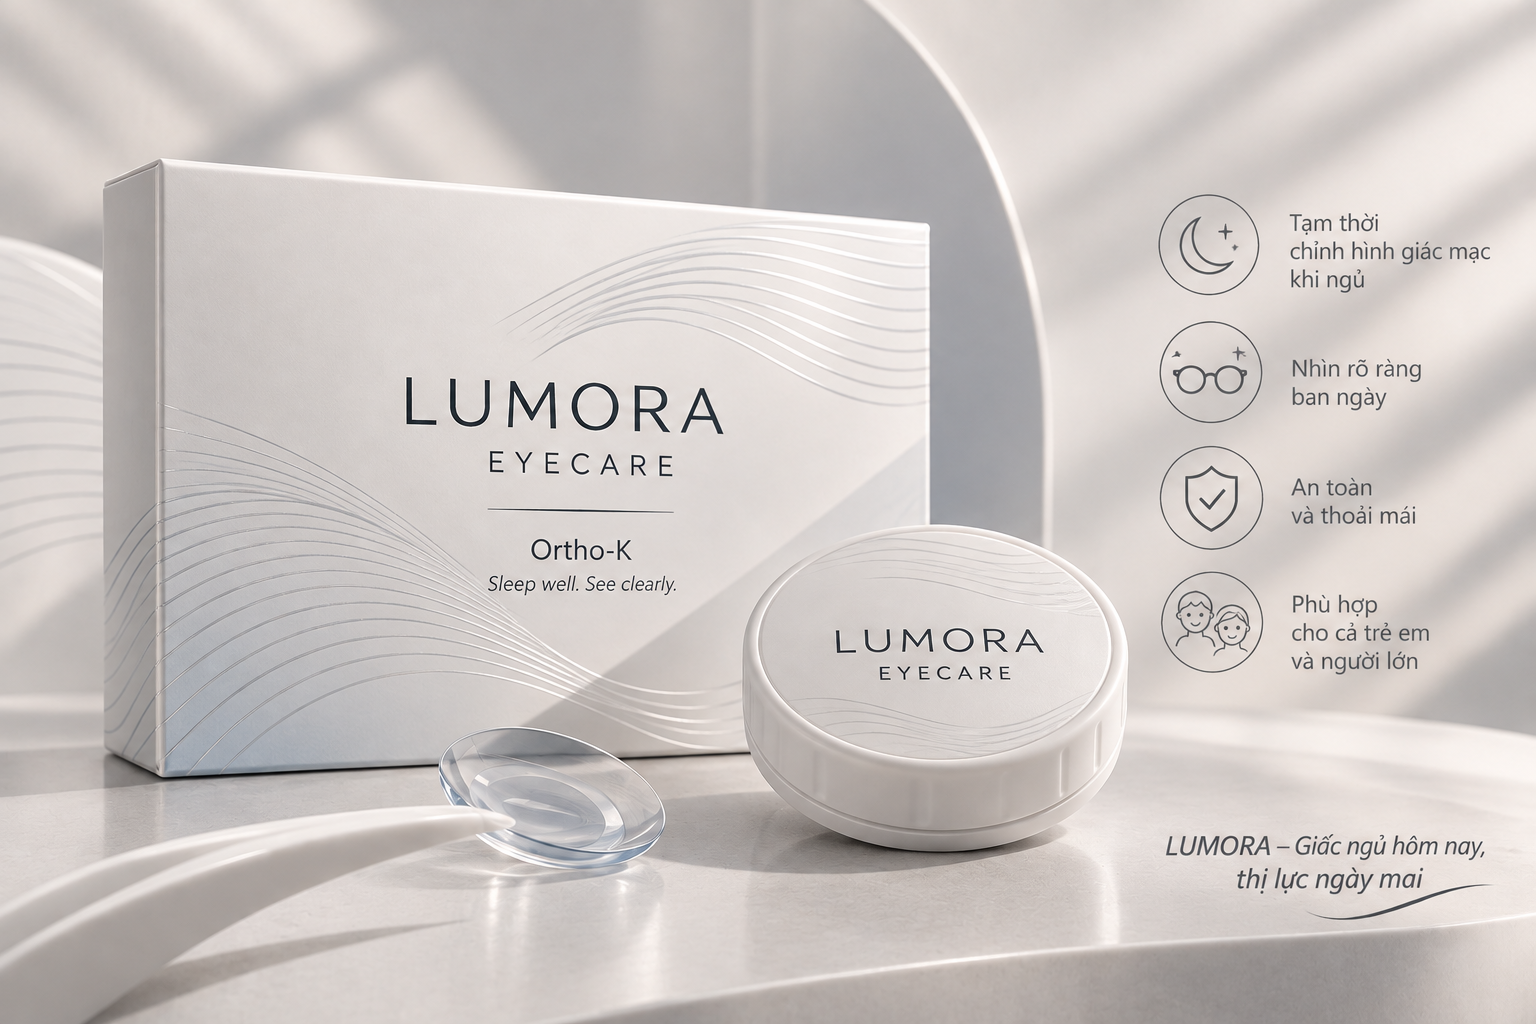 LUMORA
EYECARE
Ortho-K
Sleep well. See clearly.
LUMORA
EYECARE
Tạm thời
chỉnh hình giác mạc
khi ngủ
Nhìn rõ ràng
ban ngày
An toàn
và thoải mái
Phù hợp
cho cả trẻ em
và người lớn
LUMORA – Giấc ngủ hôm nay,
thị lực ngày mai